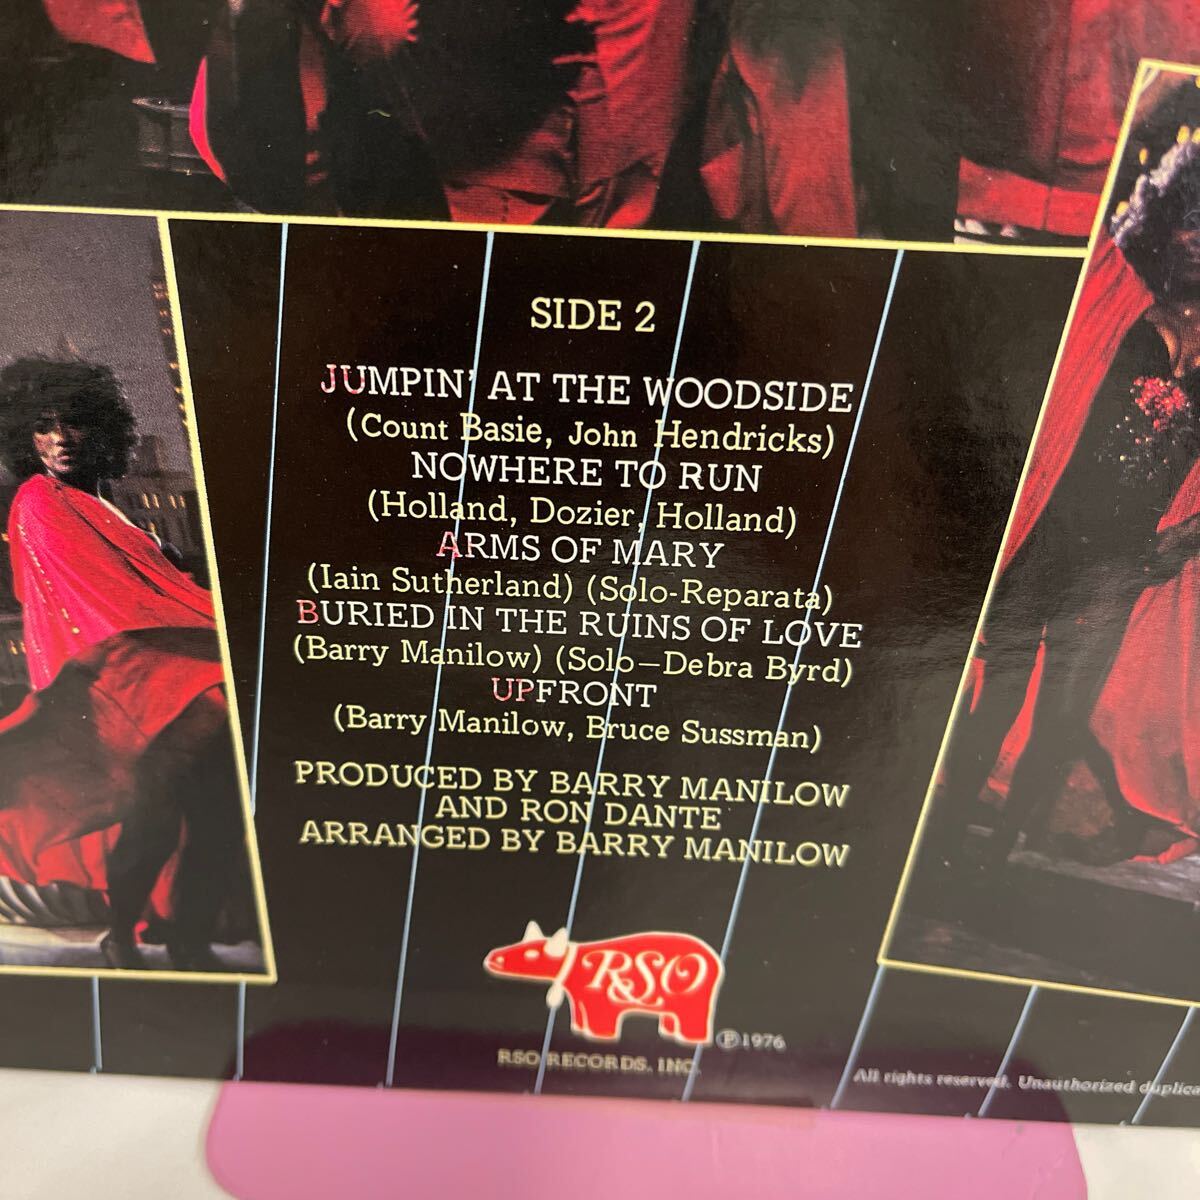 SIDE 2
JUMPIN' AT THE WOODSIDE
(Count Basie, John Hendricks)
NOWHERE TO RUN
(Holland, Dozier, Holland)
ARMS OF MARY
(Iain Sutherland) (Solo-Reparata)
BURIED IN THE RUINS OF LOVE
(Barry Manilow) (Solo—Debra Byrd)
UPFRONT
(Barry Manilow, Bruce Sussman)
PRODUCED BY BARRY MANILOW
AND RON DANTE
ARRANGED BY BARRY MANILOW
RSO
℗1976
RSO RECORDS, INC.
All rights reserved. Unauthorized duplica